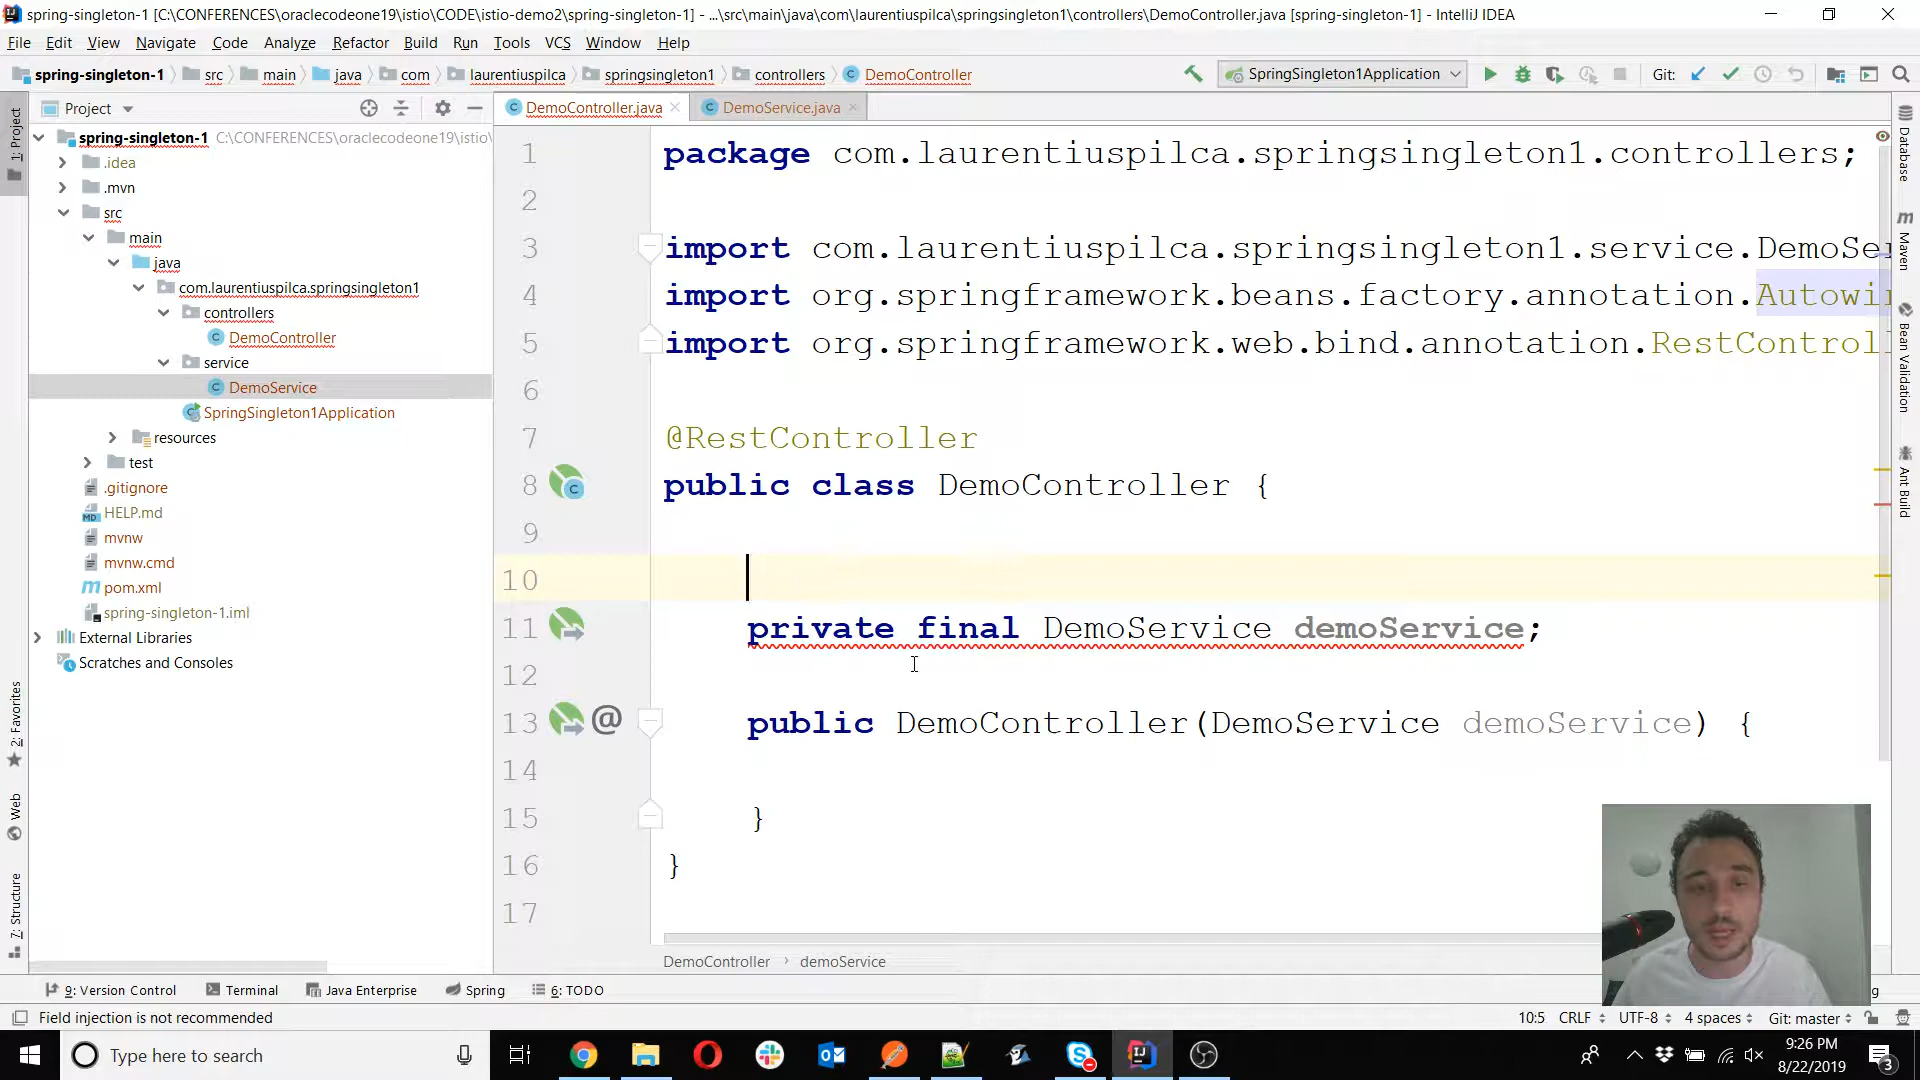 spring-singleton-1 [C:\CONFERENCES\oraclecodeone19\istio\CODE\istio-demo2\spring-singleton-1] - ...\src\main\java\com\laurentiuspilca\springsingleton1\controllers\DemoController.java [spring-singleton-1] - IntelliJ IDEA
File Edit View Navigate Code Analyze Refactor Build Run Tools VCS Window Help
spring-singleton-1 src main java com laurentiuspilca springsingleton1 controllers DemoController SpringSingleton1Application Git:
1: Project
Project
DemoController.java DemoService.java
spring-singleton-1 C:\CONFERENCES\oraclecodeone19\istio\
.idea
.mvn
src
main
java
com.laurentiuspilca.springsingleton1
controllers
DemoController
service
DemoService
SpringSingleton1Application
resources
test
.gitignore
HELP.md
mvnw
mvnw.cmd
pom.xml
spring-singleton-1.iml
External Libraries
Scratches and Consoles
1 package com.laurentiuspilca.springsingleton1.controllers;
2
3 import com.laurentiuspilca.springsingleton1.service.DemoSer
4 import org.springframework.beans.factory.annotation.Autowir
5 import org.springframework.web.bind.annotation.RestControll
6
7 @RestController
8 public class DemoController {
9
10
11 private final DemoService demoService;
12
13 @ public DemoController(DemoService demoService) {
14
15 }
16 }
17
DemoController › demoService
Database
Maven
Bean Validation
Ant Build
2: Favorites
Web
7: Structure
9: Version Control Terminal Java Enterprise Spring 6: TODO
Field injection is not recommended 10:5 CRLF UTF-8 4 spaces Git: master
Type here to search
9:26 PM
8/22/2019
3